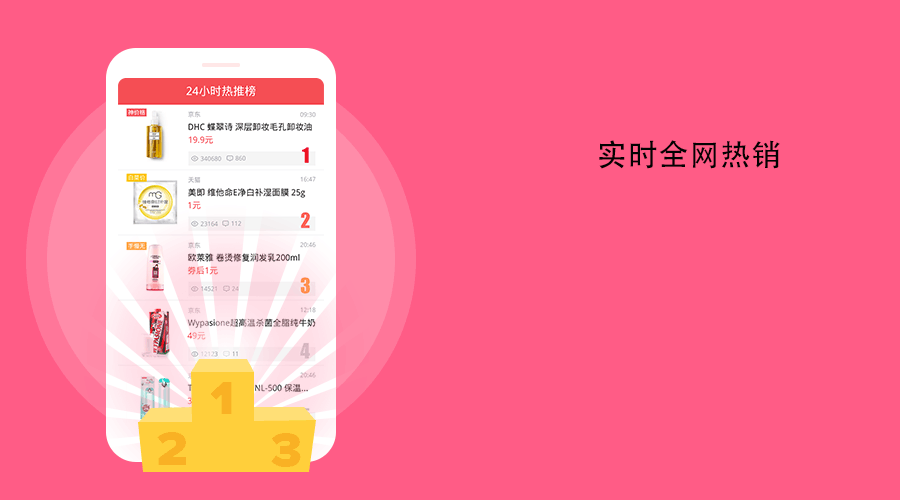 24小时热推榜
神价格
京东
09:30
DHC 蝶翠诗 深层卸妆毛孔卸妆油
19.9元
340680
860
1
白菜价
天猫
16:47
美即 维他命E净白补湿面膜 25g
1元
23164
112
2
手慢无
京东
20:46
欧莱雅 卷烫修复润发乳200ml
券后1元
14521
24
3
京东
12:18
Wypasione超高温杀菌全脂纯牛奶
49元
12123
11
4
20:46
NL-500 保温...
1
2
3
实时全网热销